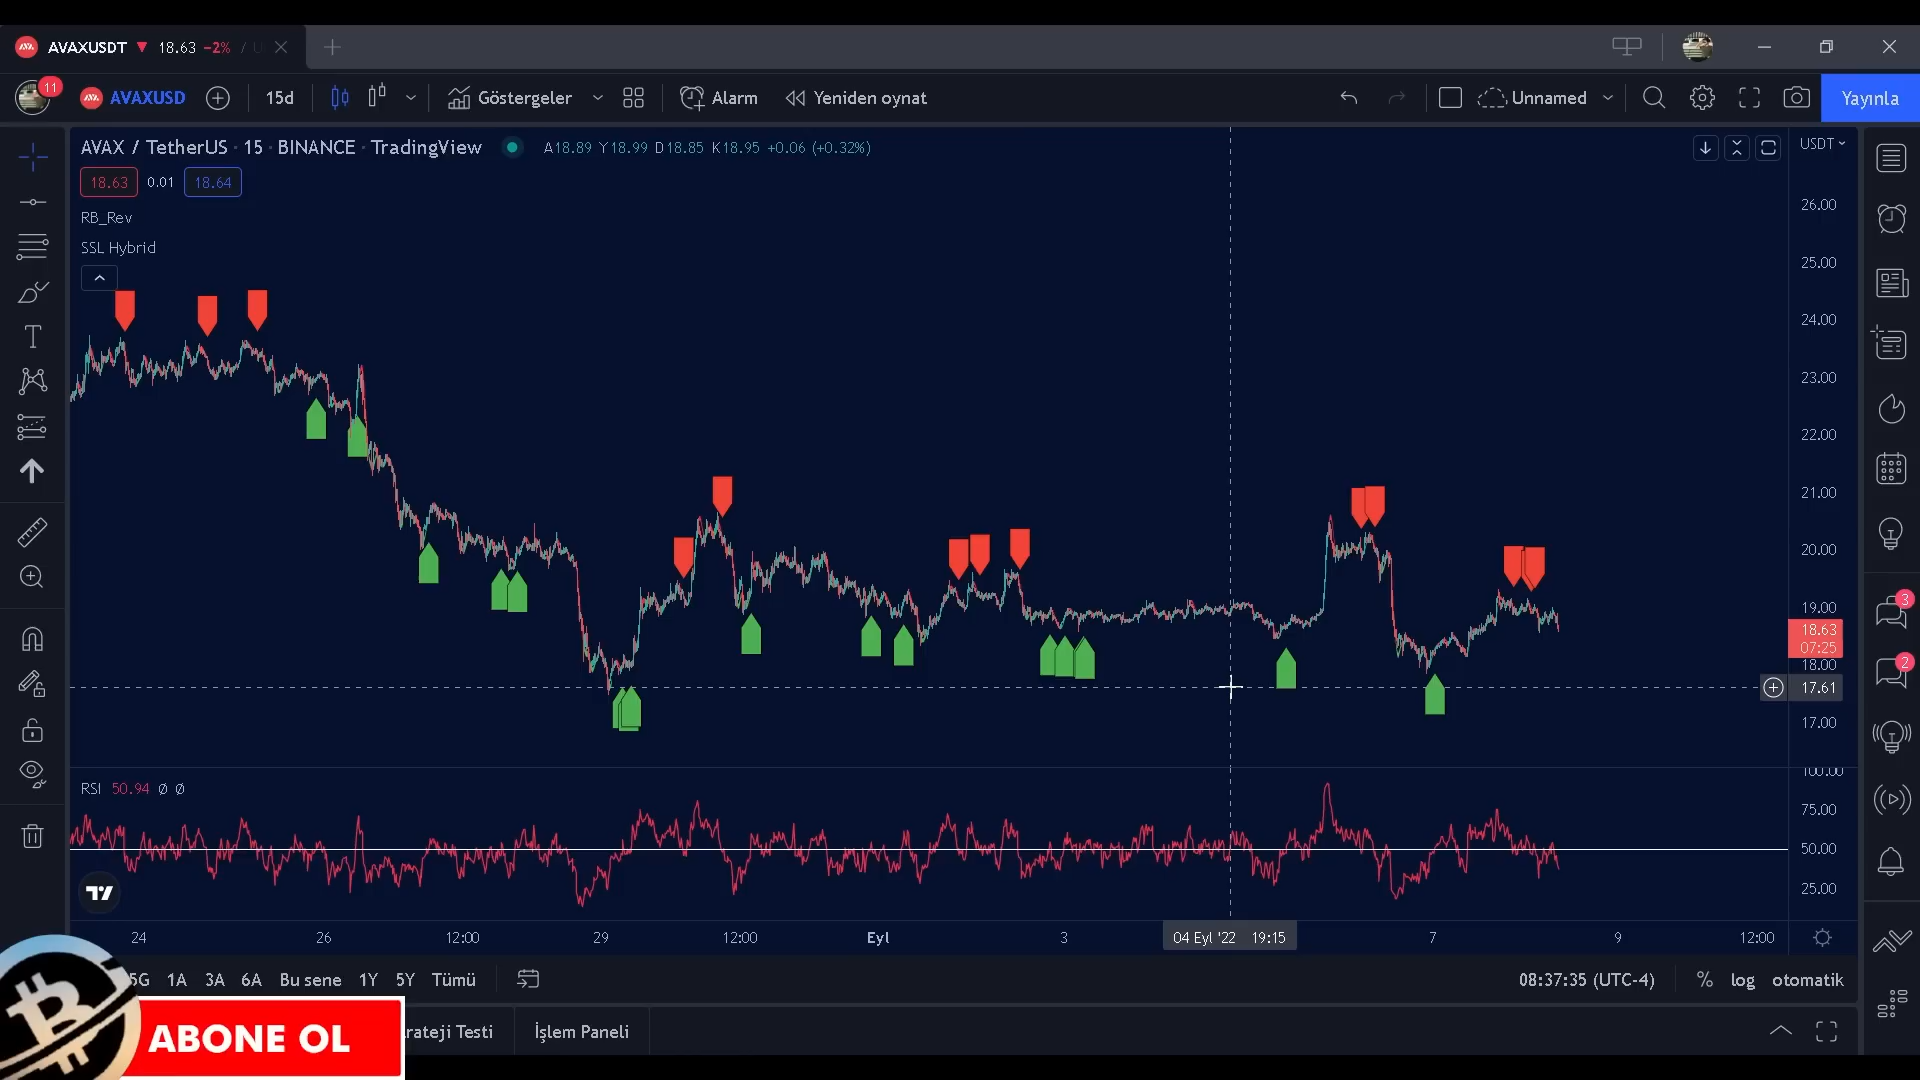 AVAXUSDT ▼ 18.63 −2% / U
11
AVAXUSD
15d
Göstergeler
Alarm
Yeniden oynat
Unnamed
Yayınla
AVAX / TetherUS · 15 · BINANCE · TradingView
A18.89 Y18.99 D18.85 K18.95 +0.06 (+0.32%)
USDT
18.63 0.01 18.64
RB_Rev
SSL Hybrid
26.00
25.00
24.00
23.00
22.00
21.00
20.00
19.00
18.63
07:25
18.00
17.61
17.00
3
2
RSI 50.94 Ø Ø
100.00
75.00
50.00
25.00
24 26 12:00 29 12:00 Eyl 3 04 Eyl '22 19:15 7 9 12:00
5G 1A 3A 6A Bu sene 1Y 5Y Tümü
08:37:35 (UTC-4) % log otomatik
rateji Testi İşlem Paneli
ABONE OL